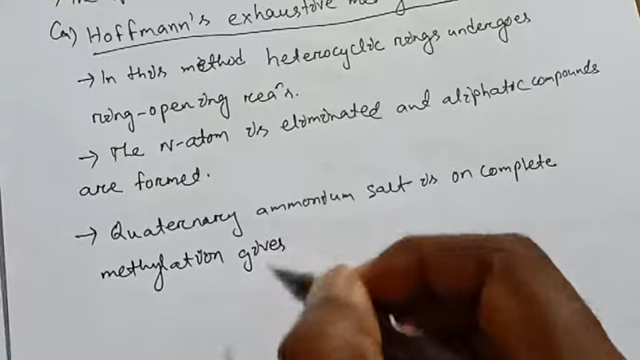 (a) Hoffmann's exhaustive
→ In this method heterocyclic rings undergoes
ring-opening reaⁿs.
→ The N-atom is eliminated and aliphatic compounds
are formed.
→ Quaternary ammonium salt is on complete
methylation gives